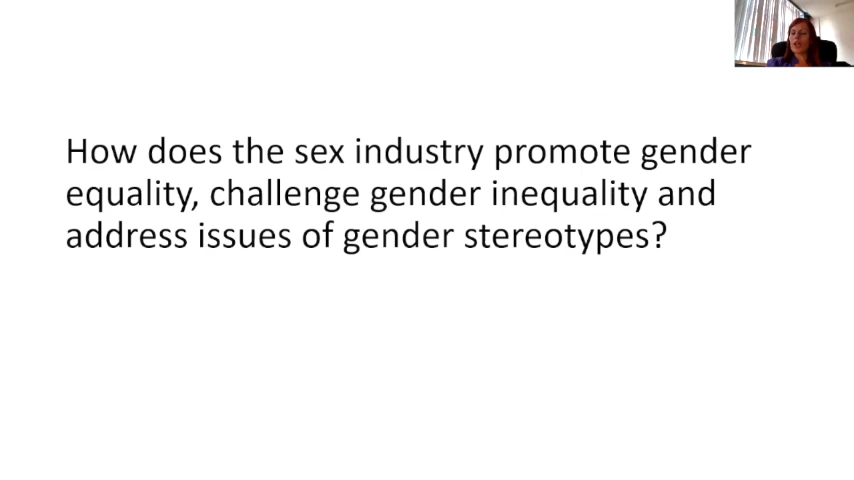 How does the sex industry promote gender
equality, challenge gender inequality and
address issues of gender stereotypes?